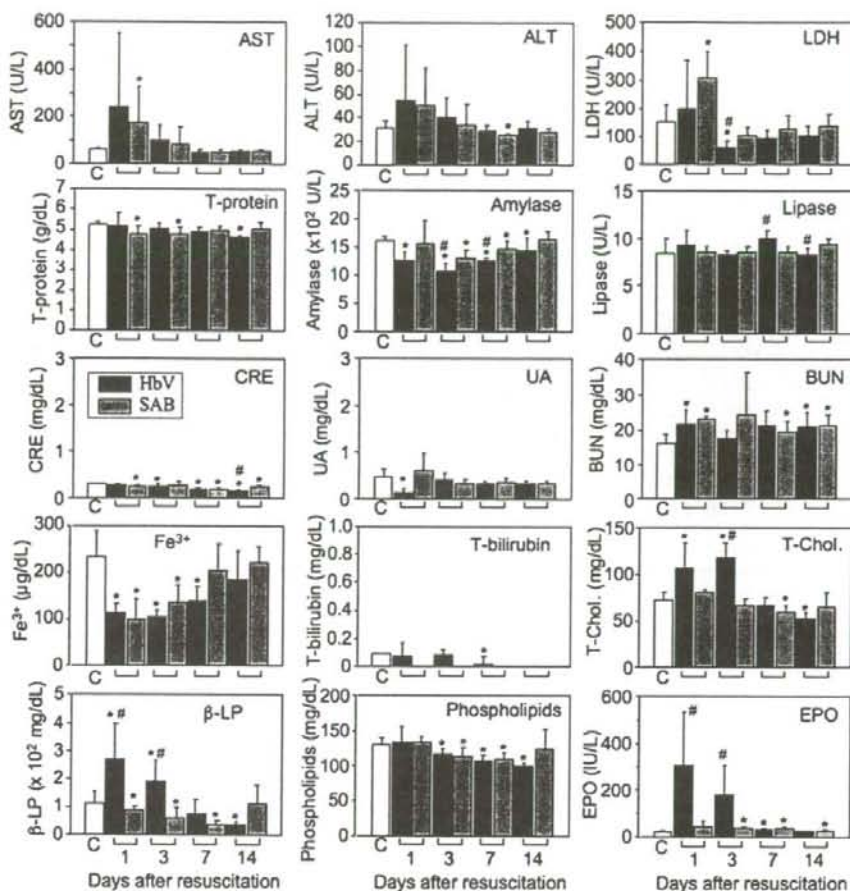 AST
AST (U/L)
600
400
200
0
C
ALT
ALT (U/L)
120
100
80
60
40
20
0
C
LDH
LDH (U/L)
500
400
300
200
100
0
C
* * # * *
T-protein
T-protein (g/dL)
7
6
5
4
3
2
1
0
C
* * *
Amylase
Amylase (x10² U/L)
25
20
15
10
5
0
C
* # * * # * * *
Lipase
Lipase (U/L)
15
10
5
0
C
# #
CRE
HbV
SAB
CRE (mg/dL)
3
2
1
0
C
* * * * # * *
UA
UA (mg/dL)
3
2
1
0
C
*
BUN
BUN (mg/dL)
40
30
20
10
0
C
* * * * *
Fe³⁺
Fe³⁺ (µg/dL)
300
200
100
0
C
* * * * *
T-bilirubin
T-bilirubin (mg/dL)
1.0
0.8
0.6
0.4
0.2
0
C
*
T-Chol.
T-Chol. (mg/dL)
150
100
50
0
C
* *# * *
β-LP
β-LP (x 10² mg/dL)
4
3
2
1
0
C
*# * *# * * *
1 3 7 14
Days after resuscitation
Phospholipids
Phospholipids (mg/dL)
200
150
100
50
0
C
* * * * *
1 3 7 14
Days after resuscitation
EPO
EPO (IU/L)
600
400
200
0
C
# # * * * *
1 3 7 14
Days after resuscitation